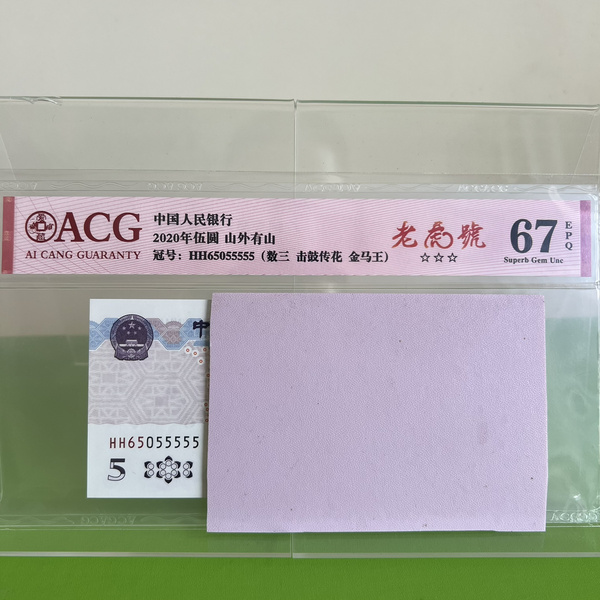 ACG
AI CANG GUARANTY
中国人民银行
2020年伍圆 山外有山
冠号：HH65055555（数三 击鼓传花 金马王）
老虎號
☆☆☆
67
EPQ
Superb Gem Unc
中
HH65055555
5